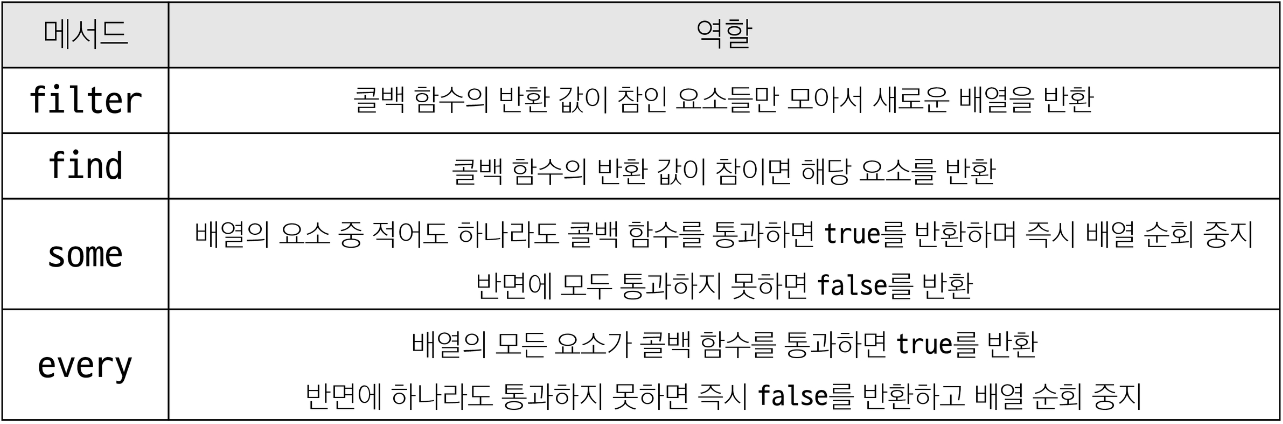 메서드 역할
filter 콜백 함수의 반환 값이 참인 요소들만 모아서 새로운 배열을 반환
find 콜백 함수의 반환 값이 참이면 해당 요소를 반환
some 배열의 요소 중 적어도 하나라도 콜백 함수를 통과하면 true를 반환하며 즉시 배열 순회 중지
반면에 모두 통과하지 못하면 false를 반환
every 배열의 모든 요소가 콜백 함수를 통과하면 true를 반환
반면에 하나라도 통과하지 못하면 즉시 false를 반환하고 배열 순회 중지